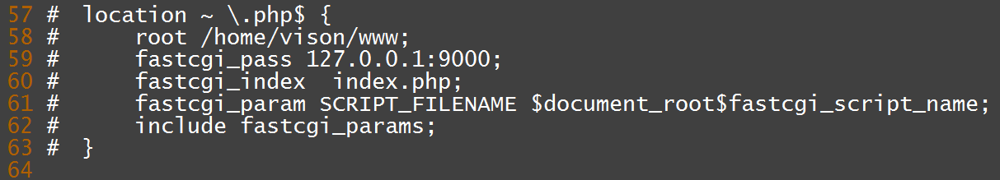 57 #  location ~ \.php$ {
58 #      root /home/vison/www;
59 #      fastcgi_pass 127.0.0.1:9000;
60 #      fastcgi_index  index.php;
61 #      fastcgi_param SCRIPT_FILENAME $document_root$fastcgi_script_name;
62 #      include fastcgi_params;
63 #  }
64